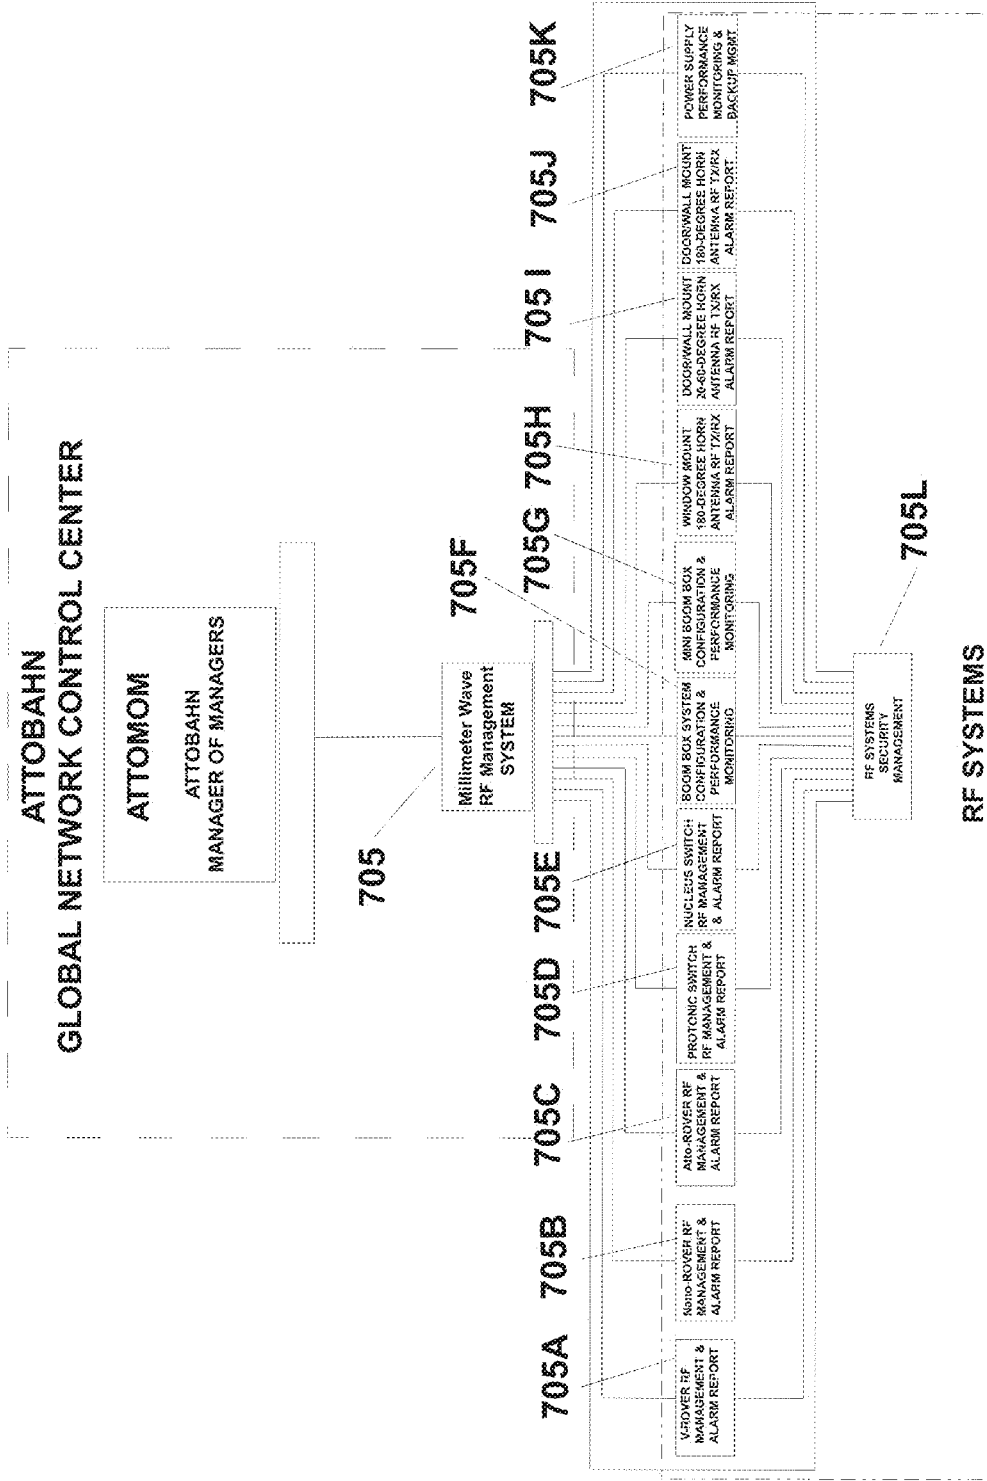 ATTOBAHN
GLOBAL NETWORK CONTROL CENTER
ATTOMOM
ATTOBAHN
MANAGER OF MANAGERS
705
Millimeter Wave
RF Management
SYSTEM
705A
705B
705C
705D
705E
705F
705G
705H
705 I
705J
705K
V-ROVER RF
MANAGEMENT &
ALARM REPORT
Nano-ROVER RF
MANAGEMENT &
ALARM REPORT
Atto-ROVER RF
MANAGEMENT &
ALARM REPORT
PROTONIC SWITCH
RF MANAGEMENT &
ALARM REPORT
NUCLEUS SWITCH
RF MANAGEMENT
& ALARM REPORT
BOOM BOX SYSTEM
CONFIGURATION &
PERFORMANCE
MONITORING
MINI BOOM BOX
CONFIGURATION &
PERFORMANCE
MONITORING
WINDOW MOUNT
180-DEGREE HORN
ANTENNA RF TX/RX
ALARM REPORT
DOOR/WALL MOUNT
20-60-DEGREE HORN
ANTENNA RF TX/RX
ALARM REPORT
DOOR/WALL MOUNT
180-DEGREE HORN
ANTENNA RF TX/RX
ALARM REPORT
POWER SUPPLY
PERFORMANCE
MONITORING &
BACKUP MGMT
RF SYSTEMS
SECURITY
MANAGEMENT
705L
RF SYSTEMS